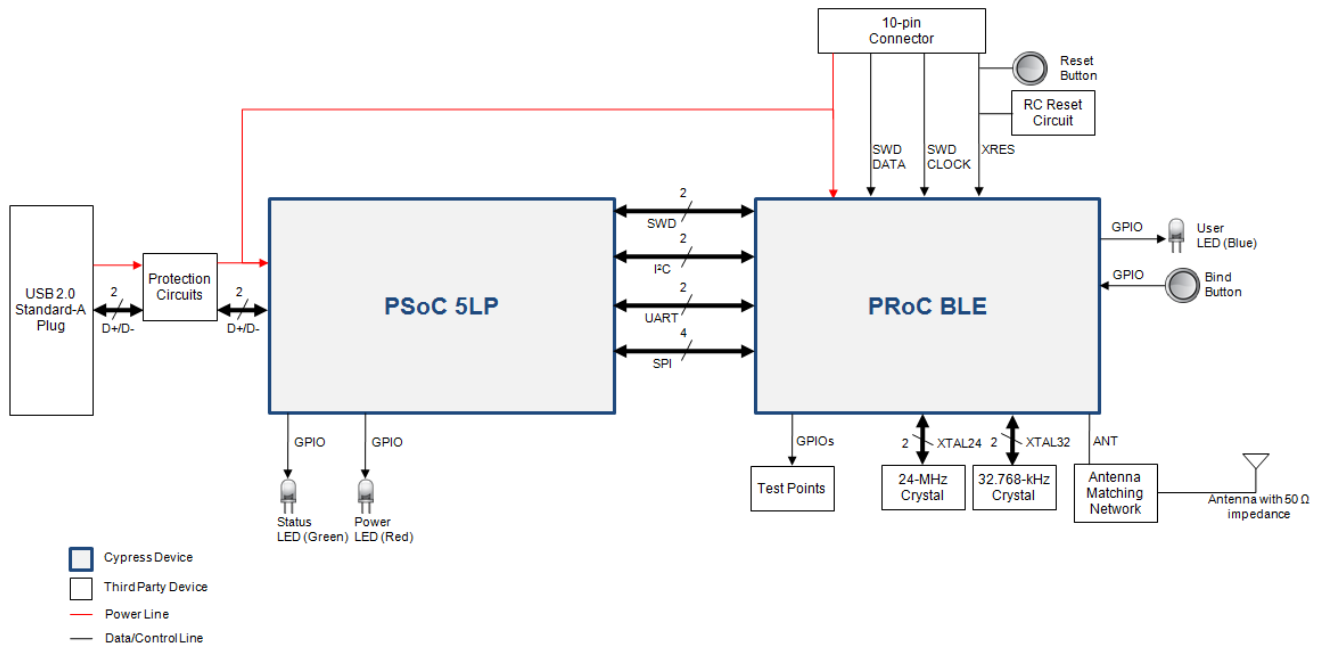 10-pin
Connector
Reset
Button
RC Reset
Circuit
SWD
DATA
SWD
CLOCK
XRES
USB 2.0
Standard-A
Plug
2
D+/D-
Protection
Circuits
2
D+/D-
PSoC 5LP
2
SWD
2
I²C
2
UART
4
SPI
PRoC BLE
GPIO
User
LED (Blue)
GPIO
Bind
Button
GPIO
Status
LED (Green)
GPIO
Power
LED (Red)
GPIOs
Test Points
2
XTAL24
24-MHz
Crystal
2
XTAL32
32.768-kHz
Crystal
ANT
Antenna
Matching
Network
Antenna with 50 Ω
impedance
Cypress Device
Third Party Device
Power Line
Data/Control Line